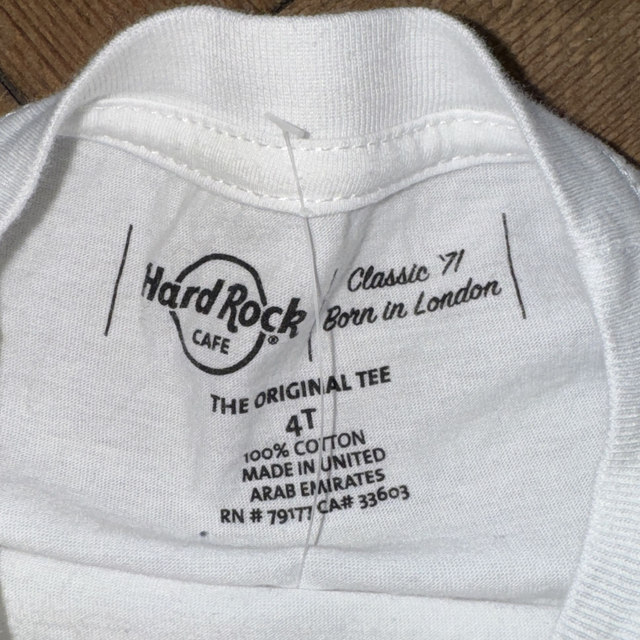 Hard Rock
CAFE
®
Classic '71
Born in London
THE ORIGINAL TEE
4T
100% COTTON
MADE IN UNITED
ARAB EMIRATES
RN # 79177 CA# 33603